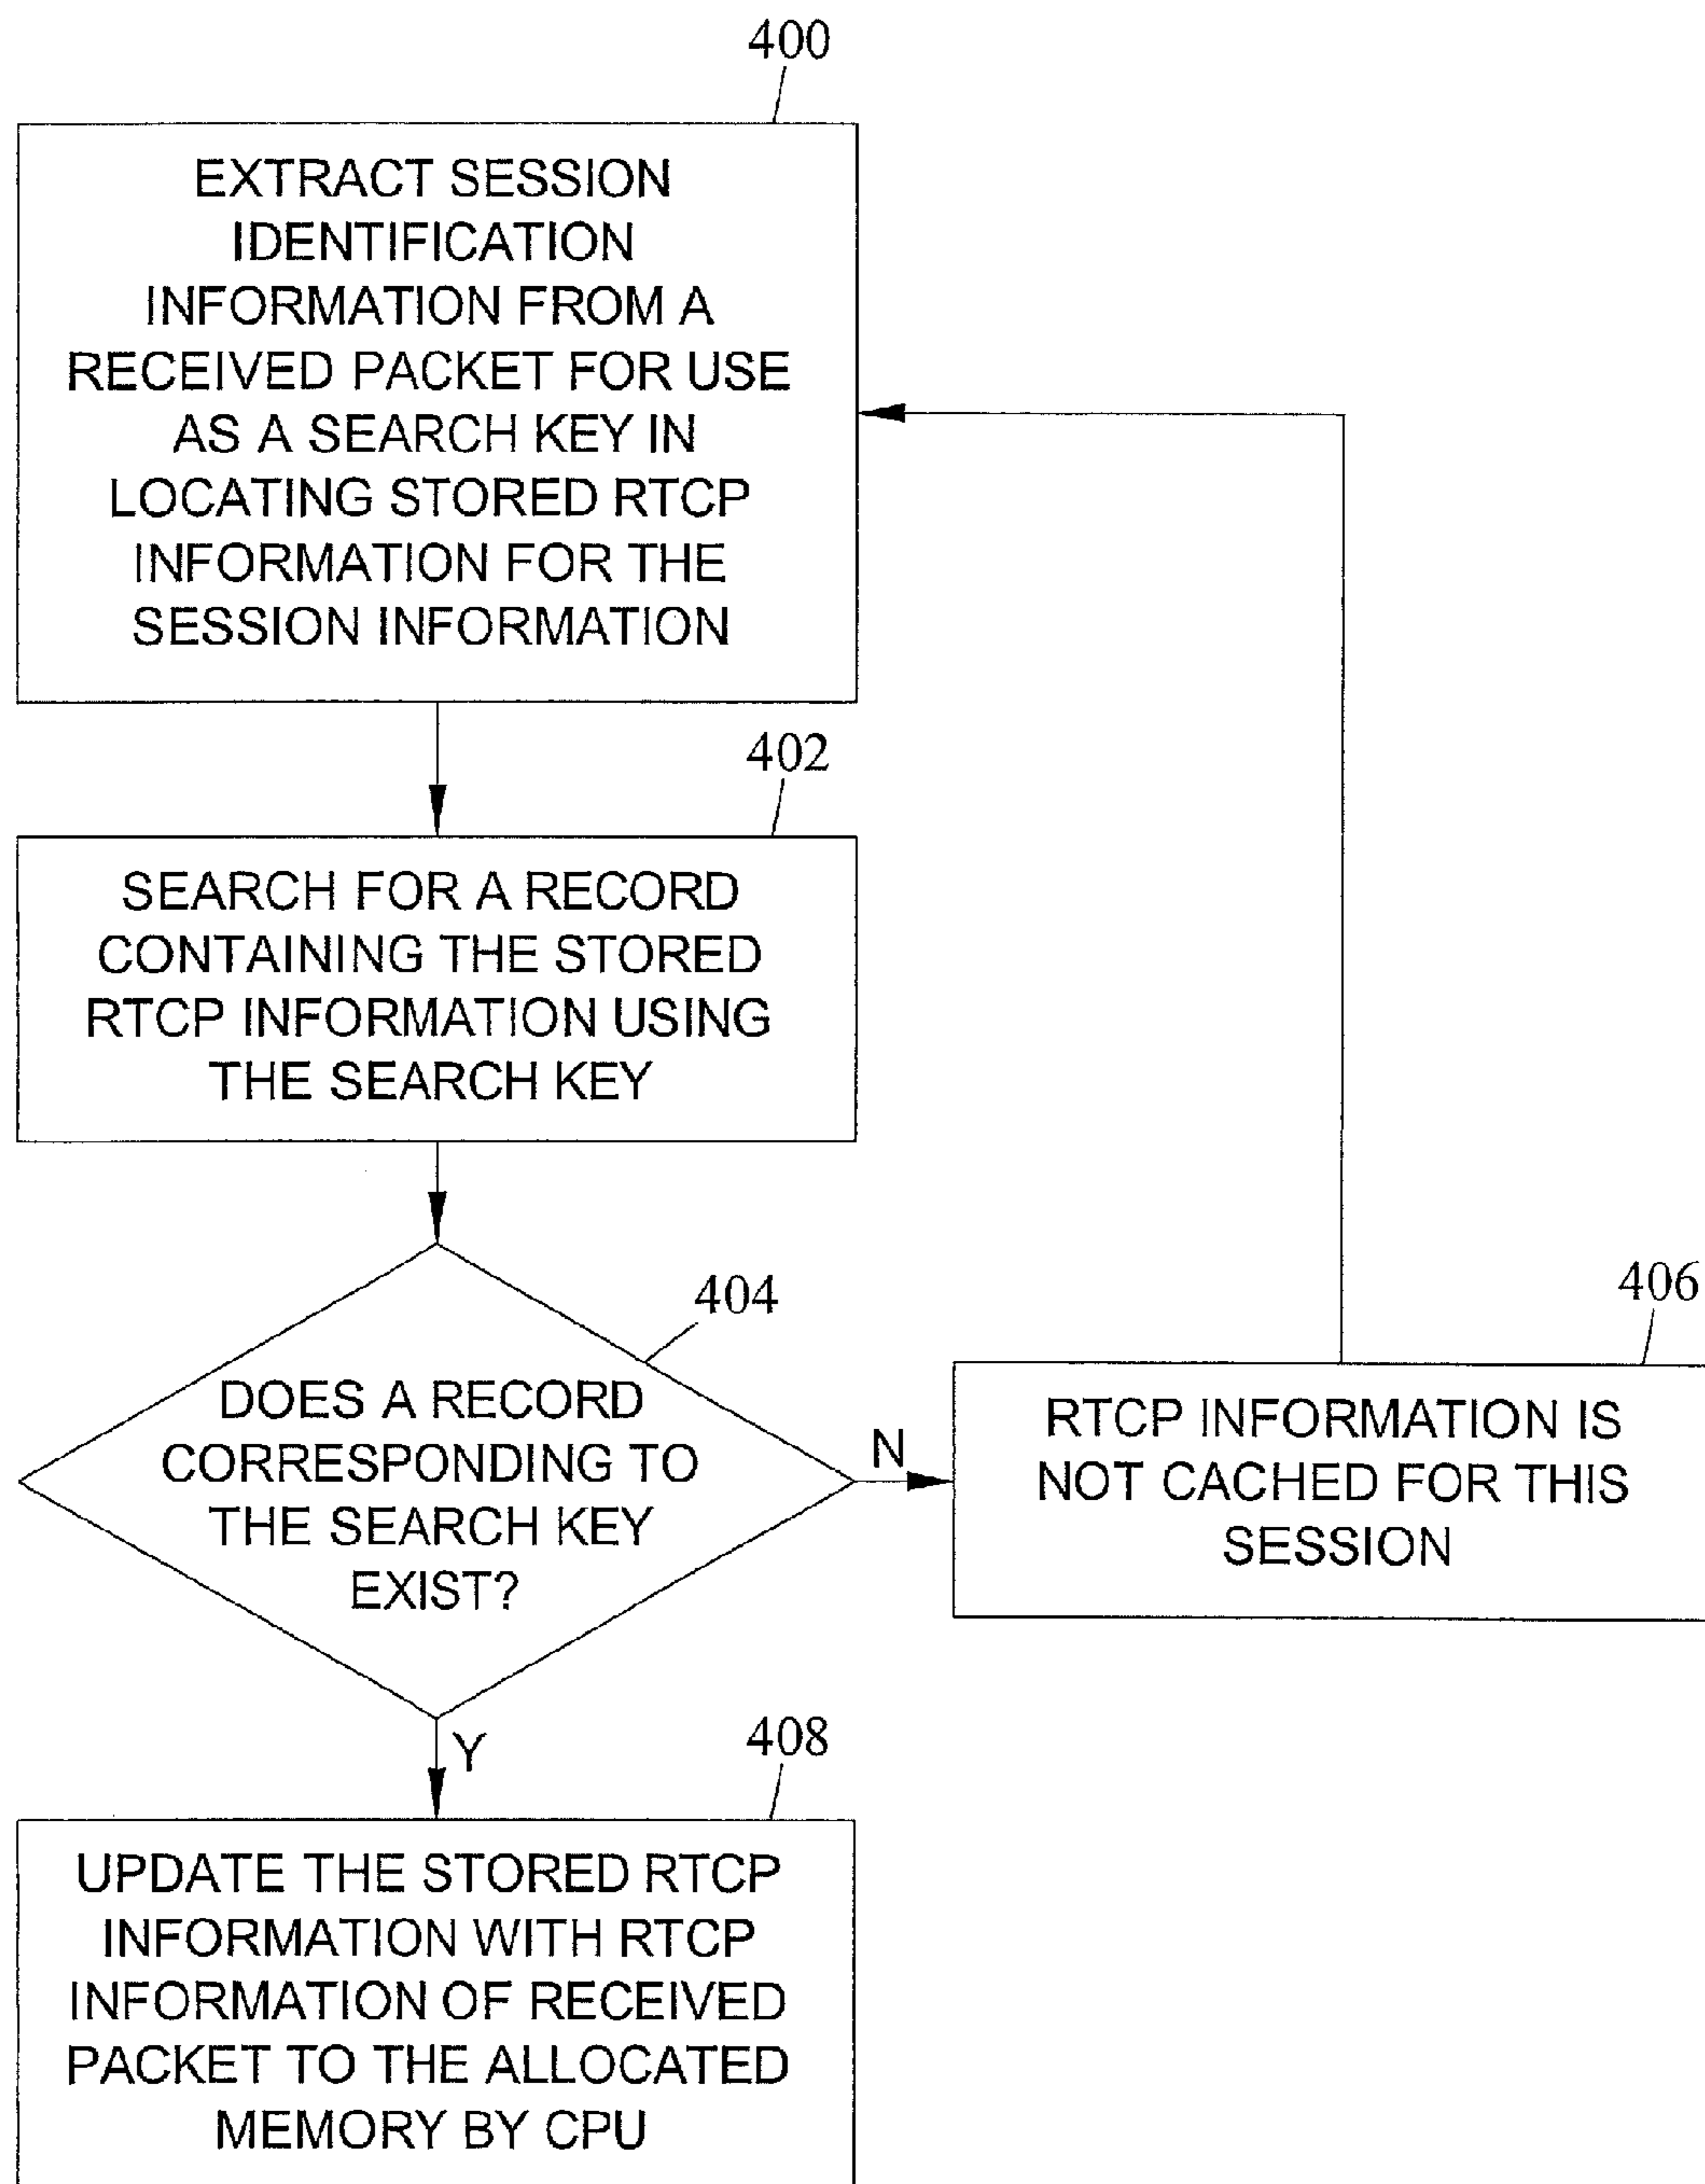 400
EXTRACT SESSION
IDENTIFICATION
INFORMATION FROM A
RECEIVED PACKET FOR USE
AS A SEARCH KEY IN
LOCATING STORED RTCP
INFORMATION FOR THE
SESSION INFORMATION
402
SEARCH FOR A RECORD
CONTAINING THE STORED
RTCP INFORMATION USING
THE SEARCH KEY
404
DOES A RECORD
CORRESPONDING TO
THE SEARCH KEY
EXIST?
N
406
RTCP INFORMATION IS
NOT CACHED FOR THIS
SESSION
Y
408
UPDATE THE STORED RTCP
INFORMATION WITH RTCP
INFORMATION OF RECEIVED
PACKET TO THE ALLOCATED
MEMORY BY CPU